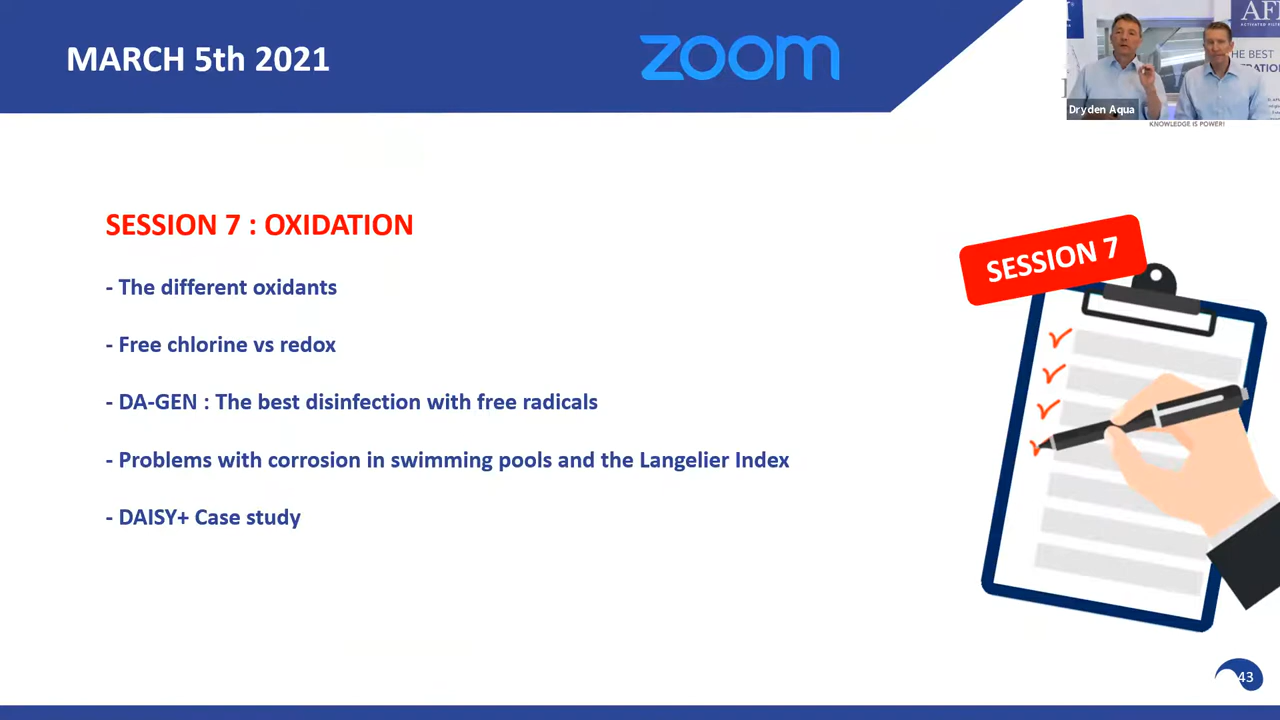 MARCH 5th 2021
zoom
Dryden Aqua
KNOWLEDGE IS POWER!
SESSION 7 : OXIDATION
SESSION 7
- The different oxidants
- Free chlorine vs redox
- DA-GEN : The best disinfection with free radicals
- Problems with corrosion in swimming pools and the Langelier Index
- DAISY+ Case study
43